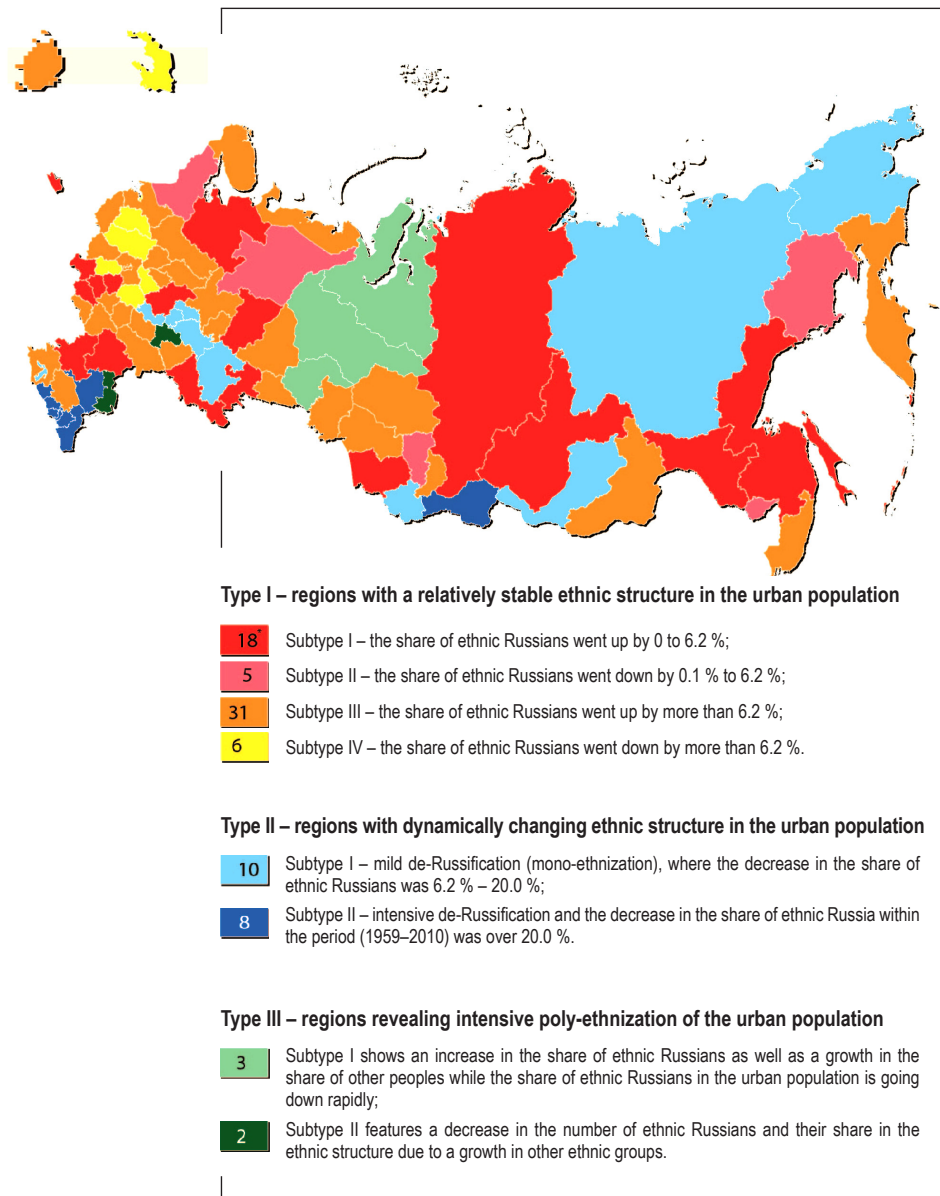 Type I – regions with a relatively stable ethnic structure in the urban population
18* Subtype I – the share of ethnic Russians went up by 0 to 6.2 %;
5 Subtype II – the share of ethnic Russians went down by 0.1 % to 6.2 %;
31 Subtype III – the share of ethnic Russians went up by more than 6.2 %;
6 Subtype IV – the share of ethnic Russians went down by more than 6.2 %.
Type II – regions with dynamically changing ethnic structure in the urban population
10 Subtype I – mild de-Russification (mono-ethnization), where the decrease in the share of
ethnic Russians was 6.2 % – 20.0 %;
8 Subtype II – intensive de-Russification and the decrease in the share of ethnic Russia within
the period (1959–2010) was over 20.0 %.
Type III – regions revealing intensive poly-ethnization of the urban population
3 Subtype I shows an increase in the share of ethnic Russians as well as a growth in the
share of other peoples while the share of ethnic Russians in the urban population is going
down rapidly;
2 Subtype II features a decrease in the number of ethnic Russians and their share in the
ethnic structure due to a growth in other ethnic groups.